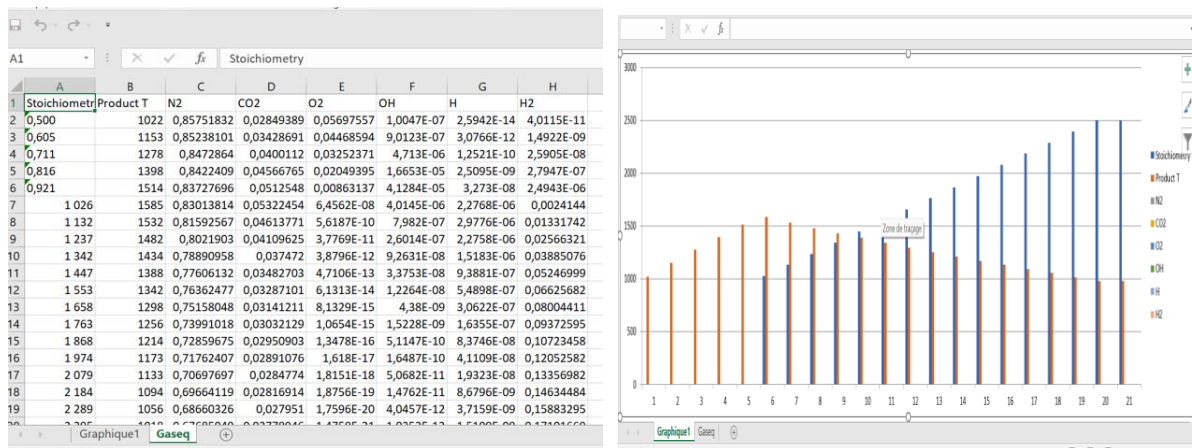 A1 fx Stoichiometry
A B C D E F G H
1 Stoichiometr Product T N2 CO2 O2 OH H H2
2 0,500 1022 0,85751832 0,02849389 0,05697557 1,0047E-07 2,5942E-14 4,0115E-11
3 0,605 1153 0,85238101 0,03428691 0,04468594 9,0123E-07 3,0766E-12 1,4922E-09
4 0,711 1278 0,8472864 0,0400112 0,03252371 4,713E-06 1,2521E-10 2,5905E-08
5 0,816 1398 0,8422409 0,04566765 0,02049395 1,6653E-05 2,5095E-09 2,7947E-07
6 0,921 1514 0,83727696 0,0512548 0,00863137 4,1284E-05 3,273E-08 2,4943E-06
7 1 026 1585 0,83013814 0,05322454 6,4562E-08 4,0145E-06 2,2768E-06 0,0024144
8 1 132 1532 0,81592567 0,04613771 5,6187E-10 7,982E-07 2,9776E-06 0,01331742
9 1 237 1482 0,8021903 0,04109625 3,7769E-11 2,6014E-07 2,2758E-06 0,02566321
10 1 342 1434 0,78890958 0,037472 3,8796E-12 9,2631E-08 1,5183E-06 0,03885076
11 1 447 1388 0,77606132 0,03482703 4,7106E-13 3,3753E-08 9,3881E-07 0,05246999
12 1 553 1342 0,76362477 0,03287101 6,1313E-14 1,2264E-08 5,4898E-07 0,06625682
13 1 658 1298 0,75158048 0,03141211 8,1329E-15 4,38E-09 3,0622E-07 0,08004411
14 1 763 1256 0,73991018 0,03032129 1,0654E-15 1,5228E-09 1,6355E-07 0,09372595
15 1 868 1214 0,72859675 0,02950903 1,3478E-16 5,1147E-10 8,3746E-08 0,10723458
16 1 974 1173 0,71762407 0,02891076 1,618E-17 1,6487E-10 4,1109E-08 0,12052582
17 2 079 1133 0,70697697 0,0284774 1,8151E-18 5,0682E-11 1,9323E-08 0,13356982
18 2 184 1094 0,69664119 0,02816914 1,8756E-19 1,4762E-11 8,6796E-09 0,14634484
19 2 289 1056 0,68660326 0,027951 1,7596E-20 4,0457E-12 3,7159E-09 0,15883295
Graphique1 Gaseq
fx
3000
2500
2000
1500
1000
500
0
1 2 3 4 5 6 7 8 9 10 11 12 13 14 15 16 17 18 19 20 21
Zone de traçage
Stoichiometry
Product T
N2
CO2
O2
OH
H
H2
Graphique1 Gaseq